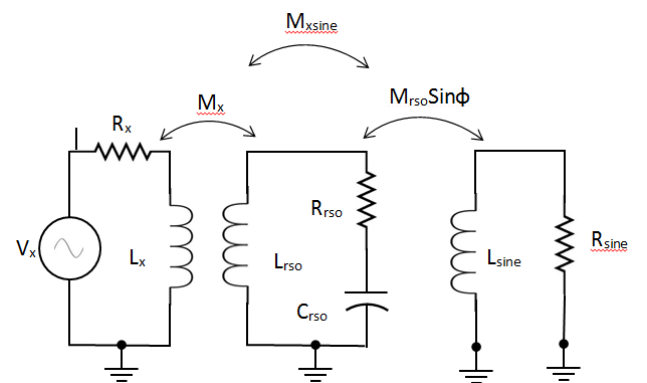 Mxsine
Mx
MrsoSinϕ
Rx
Rrso
Vx
Lx
Lrso
Lsine
Rsine
Crso